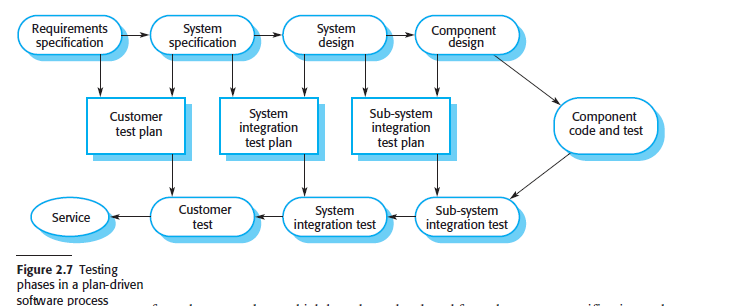 Requirements
specification
System
specification
System
design
Component
design
Customer
test plan
System
integration
test plan
Sub-system
integration
test plan
Component
code and test
Service
Customer
test
System
integration test
Sub-system
integration test
Figure 2.7 Testing
phases in a plan-driven
software process